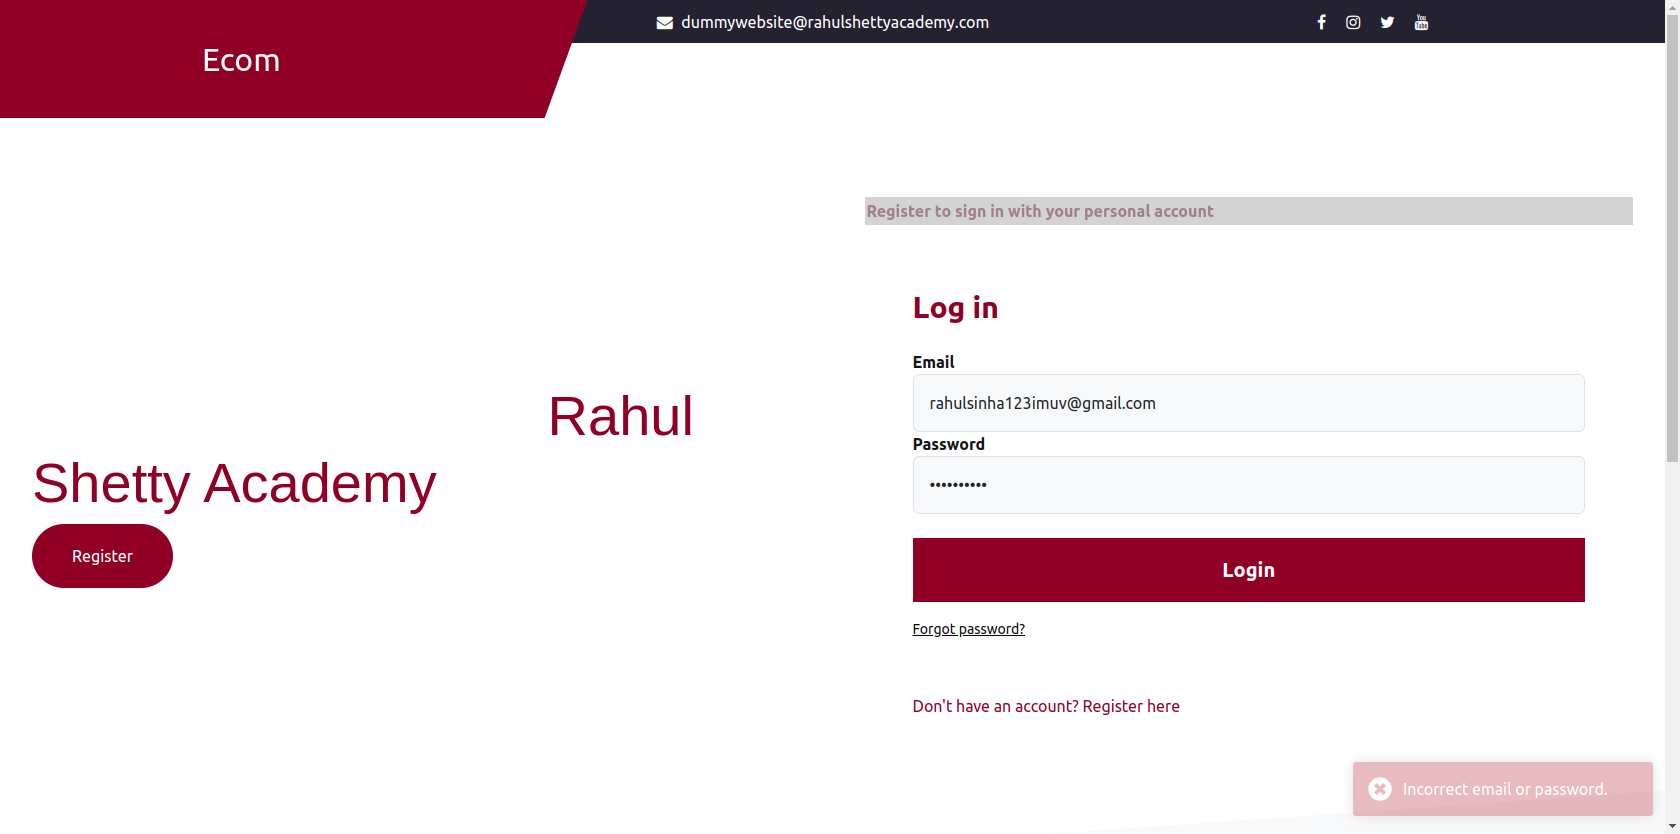 Ecom
dummywebsite@rahulshettyacademy.com
Register to sign in with your personal account
Rahul
Shetty Academy
Register
Log in
Email
rahulsinha123imuv@gmail.com
Password
••••••••••
Login
Forgot password?
Don't have an account? Register here
Incorrect email or password.